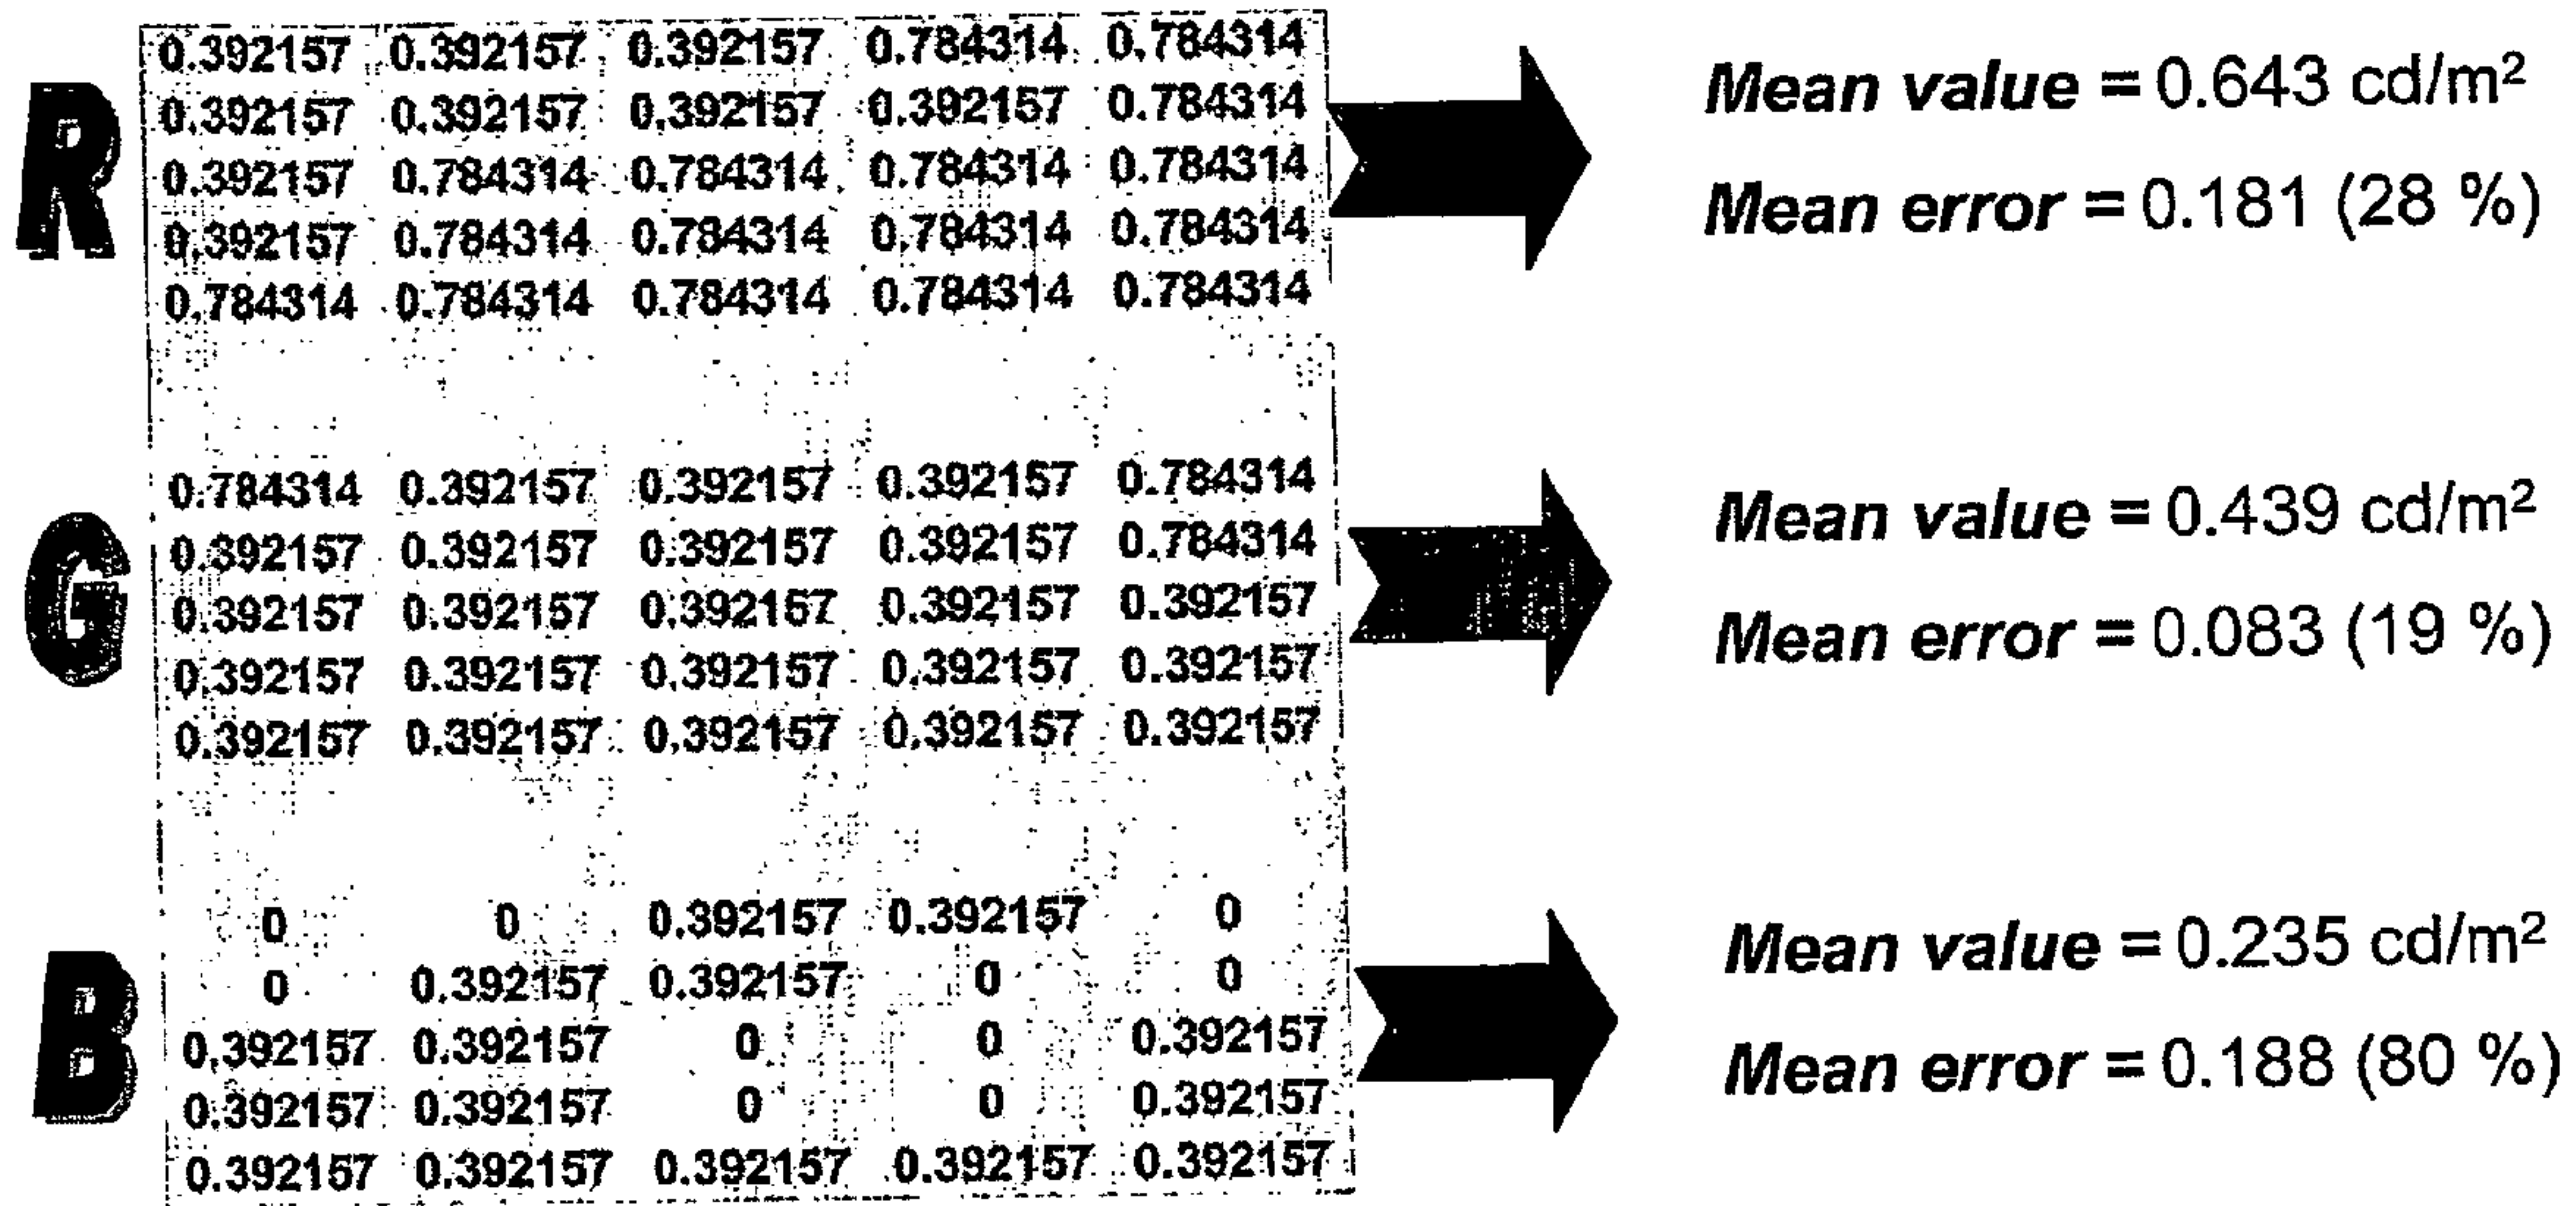 R
0.392157 0.392157 0.392157 0.784314 0.784314
0.392157 0.392157 0.392157 0.392157 0.784314
0.392157 0.784314 0.784314 0.784314 0.784314
0.392157 0.784314 0.784314 0.784314 0.784314
0.784314 0.784314 0.784314 0.784314 0.784314
Mean value = 0.643 cd/m²
Mean error = 0.181 (28 %)
G
0.784314 0.392157 0.392157 0.392157 0.784314
0.392157 0.392157 0.392157 0.392157 0.784314
0.392157 0.392157 0.392157 0.392157 0.392157
0.392157 0.392157 0.392157 0.392157 0.392157
0.392157 0.392157 0.392157 0.392157 0.392157
Mean value = 0.439 cd/m²
Mean error = 0.083 (19 %)
B
0 0 0.392157 0.392157 0
0 0.392157 0.392157 0 0
0.392157 0.392157 0 0 0.392157
0.392157 0.392157 0 0 0.392157
0.392157 0.392157 0.392157 0.392157 0.392157
Mean value = 0.235 cd/m²
Mean error = 0.188 (80 %)